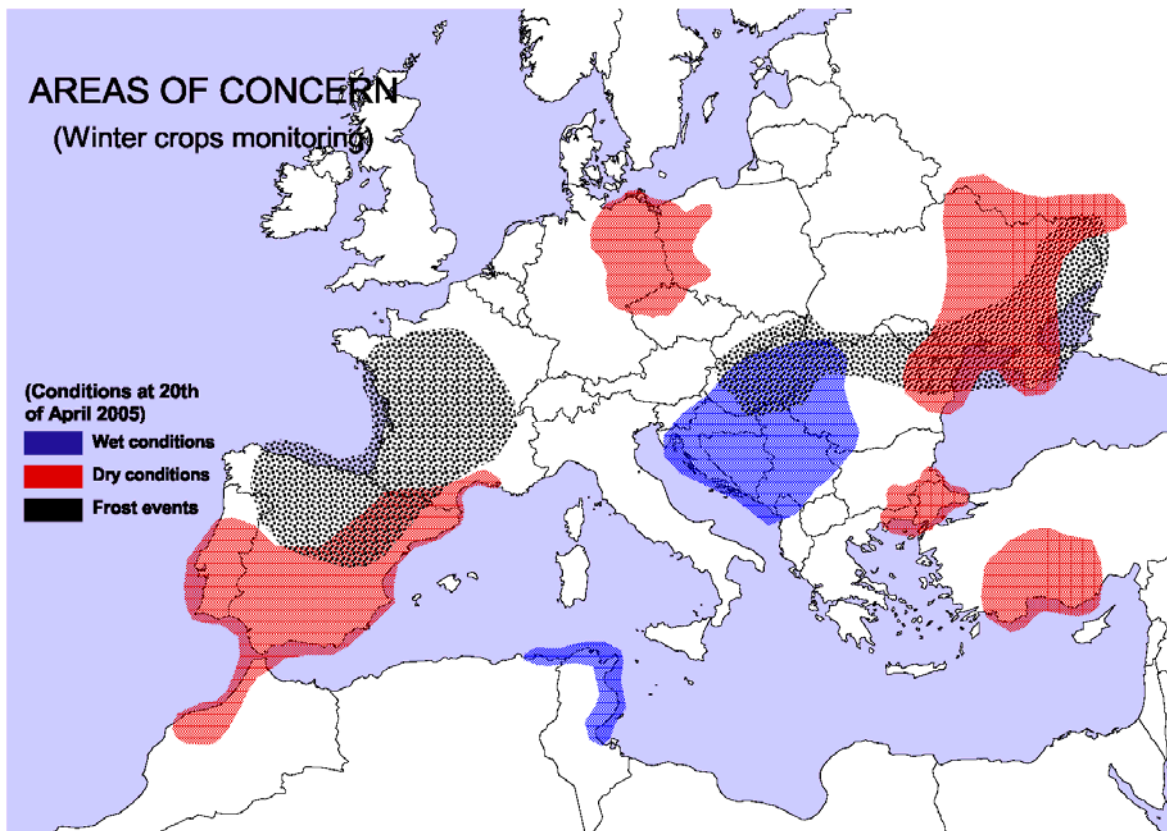 AREAS OF CONCERN
(Winter crops monitoring)
(Conditions at 20th
of April 2005)
Wet conditions
Dry conditions
Frost events